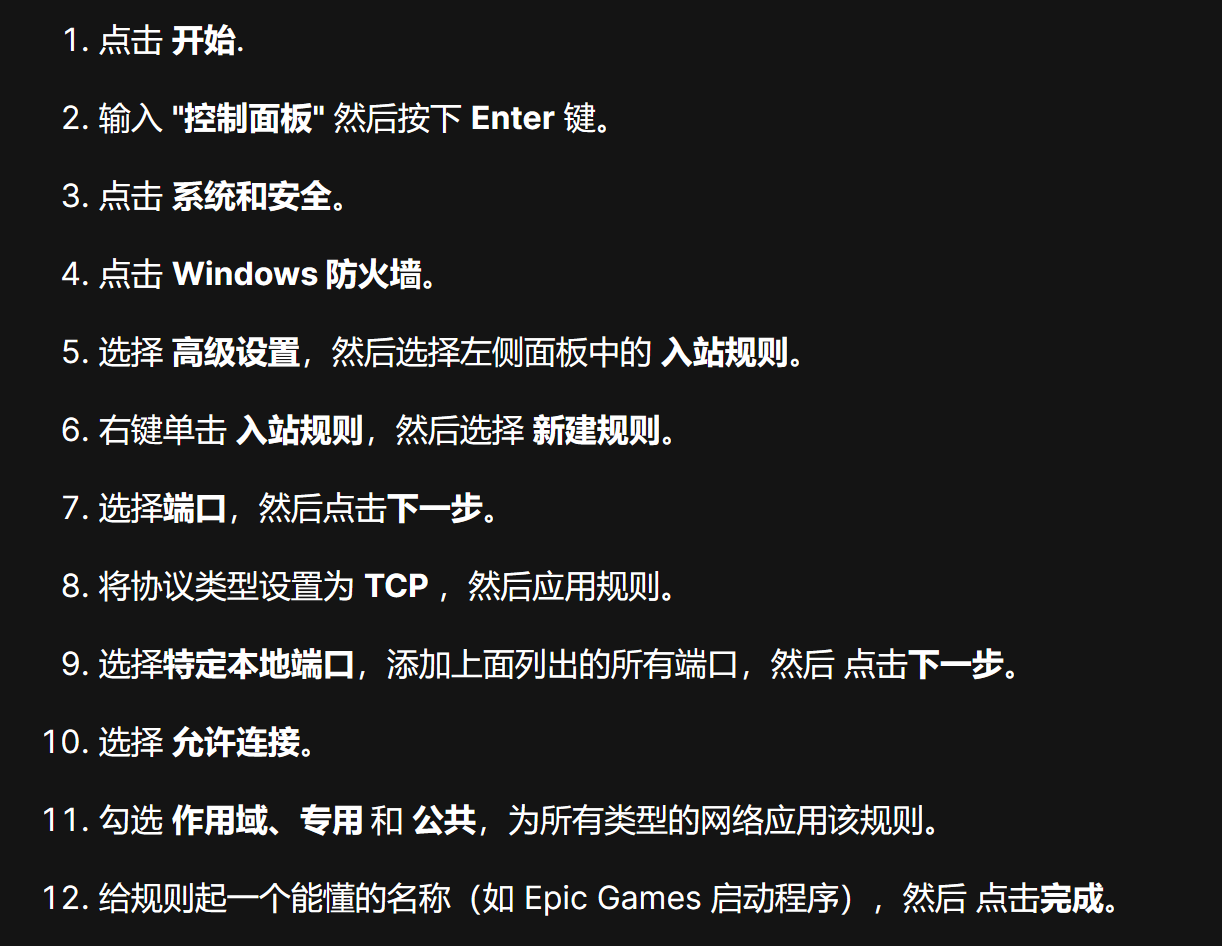 1. 点击 开始.
2. 输入 "控制面板" 然后按下 Enter 键。
3. 点击 系统和安全。
4. 点击 Windows 防火墙。
5. 选择 高级设置，然后选择左侧面板中的 入站规则。
6. 右键单击 入站规则，然后选择 新建规则。
7. 选择端口，然后点击下一步。
8. 将协议类型设置为 TCP ，然后应用规则。
9. 选择特定本地端口，添加上面列出的所有端口，然后 点击下一步。
10. 选择 允许连接。
11. 勾选 作用域、专用 和 公共，为所有类型的网络应用该规则。
12. 给规则起一个能懂的名称（如 Epic Games 启动程序），然后 点击完成。